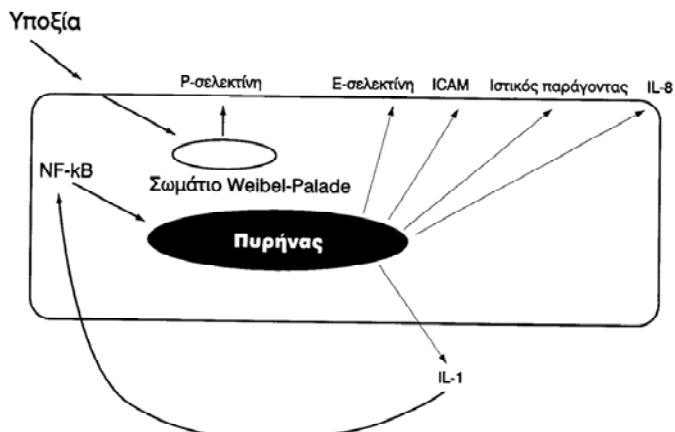 Υποξία
P-σελεκτίνη E-σελεκτίνη ICAM Ιστικός παράγοντας IL-8
NF-kB
Σωμάτιο Weibel-Palade
Πυρήνας
IL-1